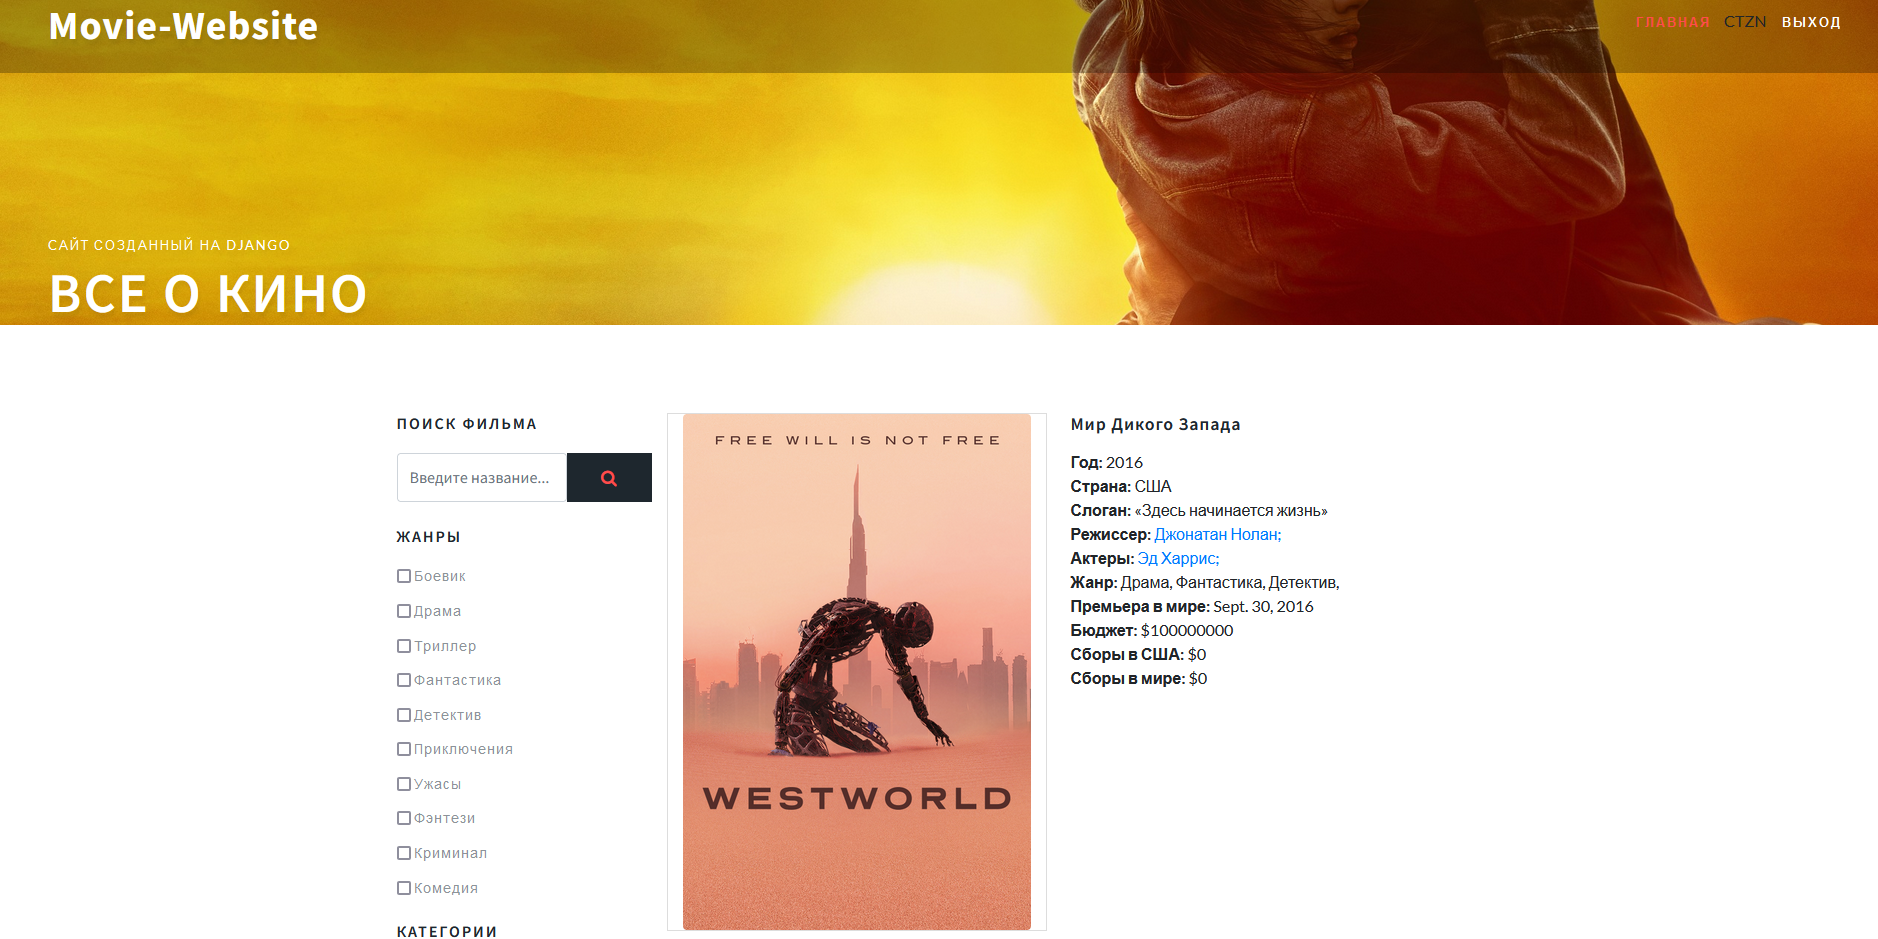 Movie-Website
ГЛАВНАЯ CTZN ВЫХОД
САЙТ СОЗДАННЫЙ НА DJANGO
ВСЕ О КИНО
ПОИСК ФИЛЬМА
Введите название...
ЖАНРЫ
Боевик
Драма
Триллер
Фантастика
Детектив
Приключения
Ужасы
Фэнтези
Криминал
Комедия
КАТЕГОРИИ
FREE WILL IS NOT FREE
WESTWORLD
Мир Дикого Запада
Год: 2016
Страна: США
Слоган: «Здесь начинается жизнь»
Режиссер: Джонатан Нолан;
Актеры: Эд Харрис;
Жанр: Драма, Фантастика, Детектив,
Премьера в мире: Sept. 30, 2016
Бюджет: $100000000
Сборы в США: $0
Сборы в мире: $0